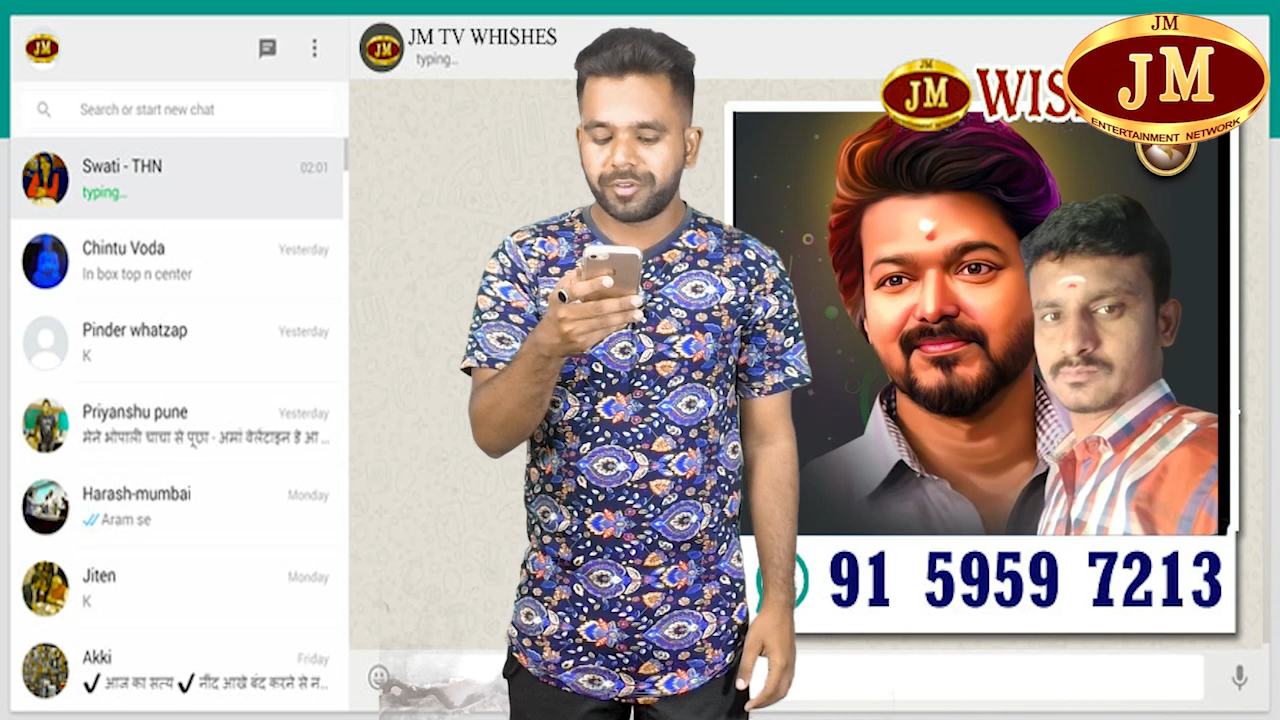 JM
Search or start new chat
Swati - THN
02:01
typing...
Chintu Voda
Yesterday
In box top n center
Pinder whatzap
Yesterday
K
Priyanshu pune
Yesterday
मेने भोपाली चाचा से पूछा - अमां वेलेंटाइन डे आ ...
Harash-mumbai
Monday
Aram se
Jiten
Monday
K
Akki
Friday
✔ आज का सत्य ✔ नींद आखे बंद करने से न...
JM
JM TV WHISHES
typing...
JM
JM
WIS
JM
JM
ENTERTAINMENT NETWORK
91 5959 7213